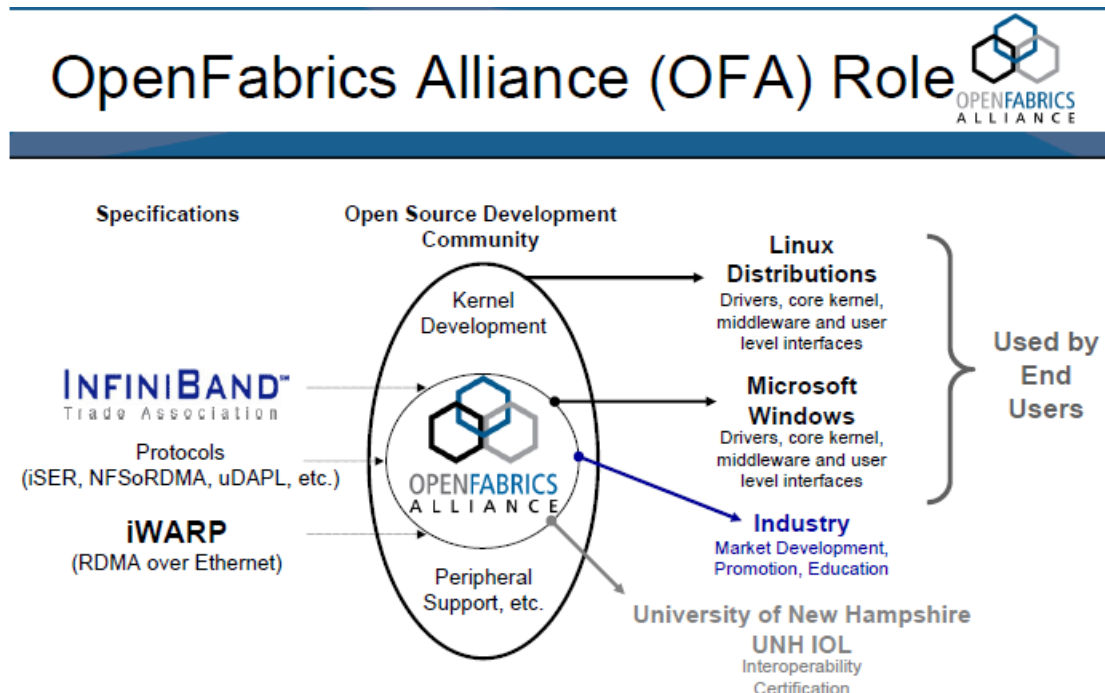 OpenFabrics Alliance (OFA) Role
OPENFABRICS
ALLIANCE
Specifications
Open Source Development
Community
Kernel
Development
INFINIBAND™
Trade Association
Protocols
(iSER, NFSoRDMA, uDAPL, etc.)
iWARP
(RDMA over Ethernet)
OPENFABRICS
ALLIANCE
Peripheral
Support, etc.
Linux
Distributions
Drivers, core kernel,
middleware and user
level interfaces
Microsoft
Windows
Drivers, core kernel,
middleware and user
level interfaces
Used by
End
Users
Industry
Market Development,
Promotion, Education
University of New Hampshire
UNH IOL
Interoperability
Certification